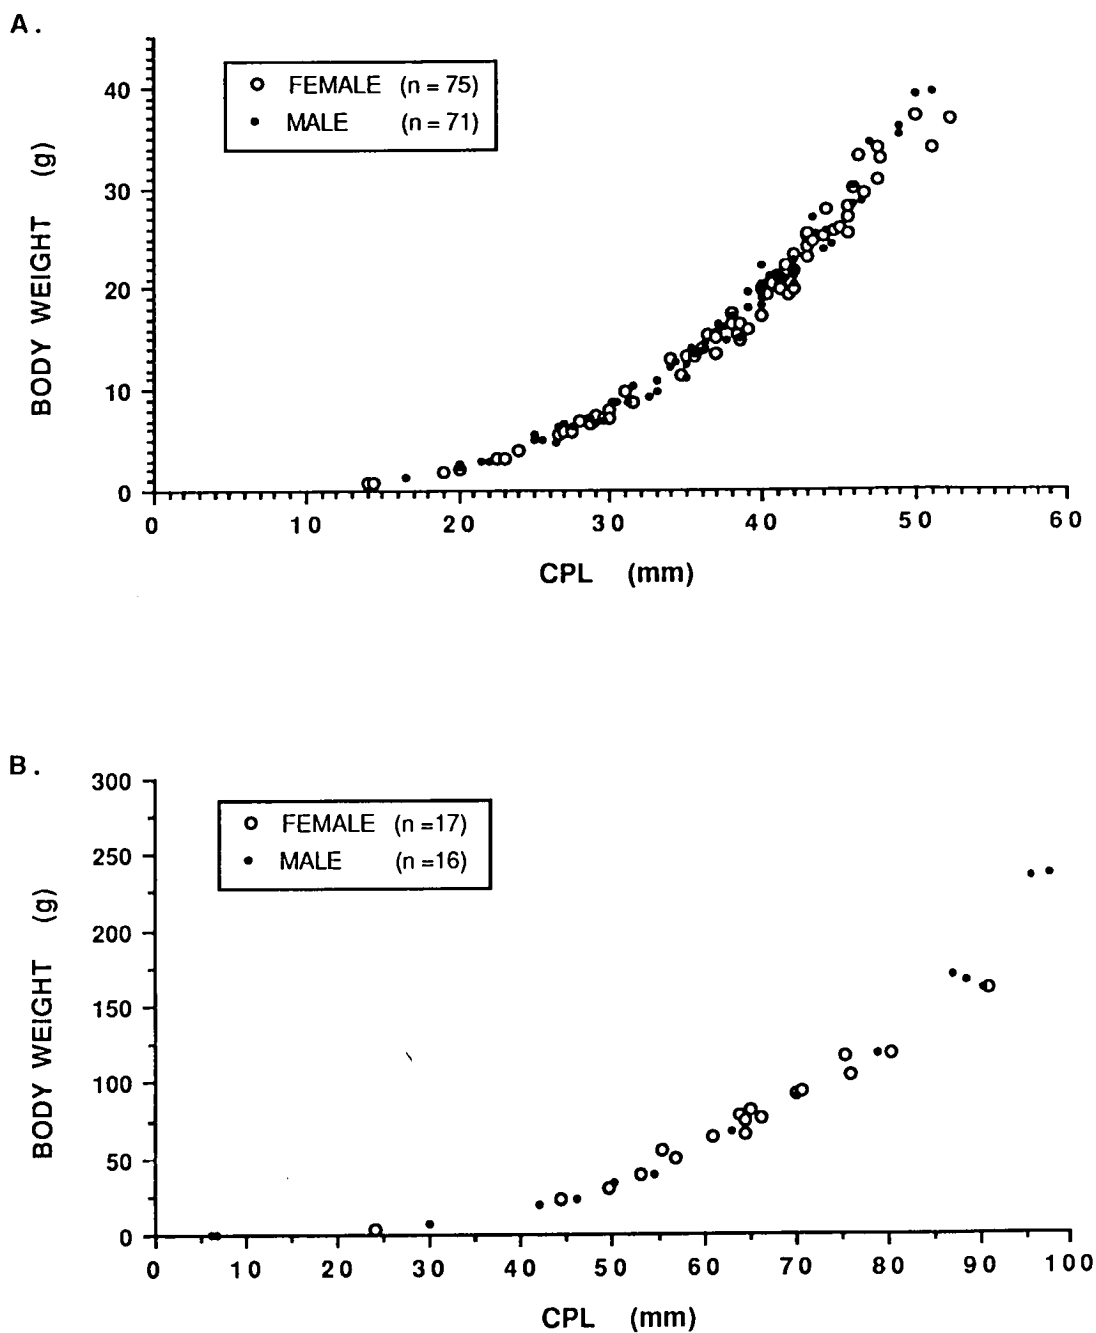 A.
BODY WEIGHT (g)
40
30
20
10
0
FEMALE (n = 75)
MALE (n = 71)
0 10 20 30 40 50 60
CPL (mm)
B.
BODY WEIGHT (g)
300
250
200
150
100
50
0
FEMALE (n =17)
MALE (n =16)
0 10 20 30 40 50 60 70 80 90 100
CPL (mm)